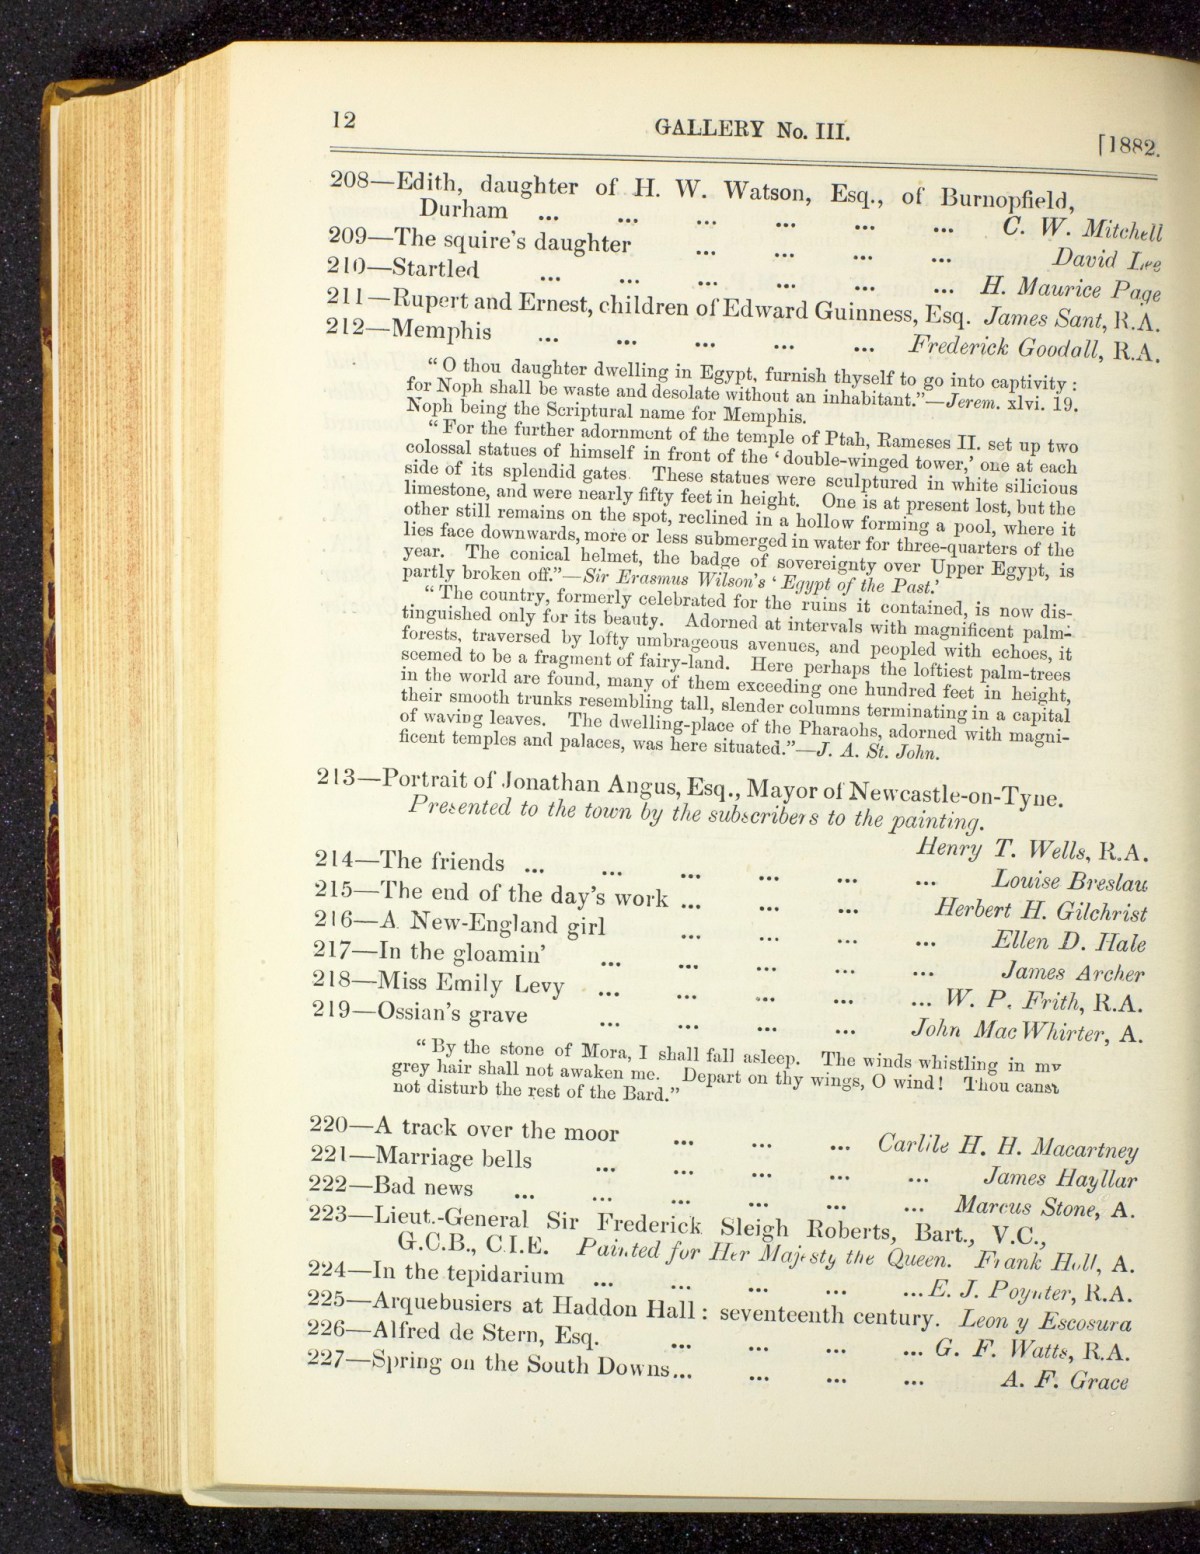 12 GALLERY No. III. [1882.
208—Edith, daughter of H. W. Watson, Esq., of Burnopfield,
Durham ... ... ... ... ... ... C. W. Mitchell
209—The squire's daughter ... ... ... ... David Lee
210—Startled ... ... ... ... ... ... H. Maurice Page
211—Rupert and Ernest, children of Edward Guinness, Esq. James Sant, R.A.
212—Memphis ... ... ... ... ... Frederick Goodall, R.A.
“O thou daughter dwelling in Egypt, furnish thyself to go into captivity :
for Noph shall be waste and desolate without an inhabitant.”—Jerem. xlvi. 19.
Noph being the Scriptural name for Memphis.
“For the further adornment of the temple of Ptah, Rameses II. set up two
colossal statues of himself in front of the ‘double-winged tower,’ one at each
side of its splendid gates. These statues were sculptured in white silicious
limestone, and were nearly fifty feet in height. One is at present lost, but the
other still remains on the spot, reclined in a hollow forming a pool, where it
lies face downwards, more or less submerged in water for three-quarters of the
year. The conical helmet, the badge of sovereignty over Upper Egypt, is
partly broken off.”—Sir Erasmus Wilson's ‘Egypt of the Past.’
“The country, formerly celebrated for the ruins it contained, is now dis-
tinguished only for its beauty. Adorned at intervals with magnificent palm-
forests, traversed by lofty umbrageous avenues, and peopled with echoes, it
seemed to be a fragment of fairy-land. Here perhaps the loftiest palm-trees
in the world are found, many of them exceeding one hundred feet in height,
their smooth trunks resembling tall, slender columns terminating in a capital
of waving leaves. The dwelling-place of the Pharaohs, adorned with magni-
ficent temples and palaces, was here situated.”—J. A. St. John.
213—Portrait of Jonathan Angus, Esq., Mayor of Newcastle-on-Tyne.
Presented to the town by the subscribers to the painting.
Henry T. Wells, R.A.
214—The friends ... ... ... ... ... ... Louise Breslau
215—The end of the day's work ... ... ... Herbert H. Gilchrist
216—A New-England girl ... ... ... ... Ellen D. Hale
217—In the gloamin' ... ... ... ... ... James Archer
218—Miss Emily Levy ... ... ... ... ... W. P. Frith, R.A.
219—Ossian's grave ... ... ... ... John MacWhirter, A.
“By the stone of Mora, I shall fall asleep. The winds whistling in my
grey hair shall not awaken me. Depart on thy wings, O wind! Thou canst
not disturb the rest of the Bard.”
220—A track over the moor ... ... ... Carlile H. H. Macartney
221—Marriage bells ... ... ... ... ... James Hayllar
222—Bad news ... ... ... ... ... ... Marcus Stone, A.
223—Lieut.-General Sir Frederick Sleigh Roberts, Bart., V.C.,
G.C.B., C.I.E. Painted for Her Majesty the Queen. Frank Holl, A.
224—In the tepidarium ... ... ... ... ... E. J. Poynter, R.A.
225—Arquebusiers at Haddon Hall : seventeenth century. Leon y Escosura
226—Alfred de Stern, Esq. ... ... ... ... G. F. Watts, R.A.
227—Spring on the South Downs... ... ... ... A. F. Grace